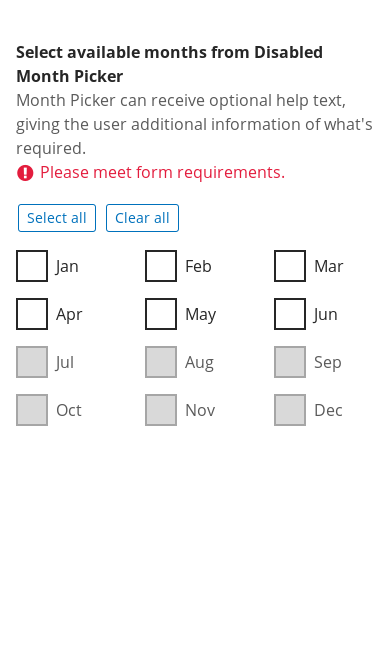 Select available months from Disabled
Month Picker
Month Picker can receive optional help text,
giving the user additional information of what's
required.
Please meet form requirements.
Select all Clear all
Jan Feb Mar
Apr May Jun
Jul Aug Sep
Oct Nov Dec